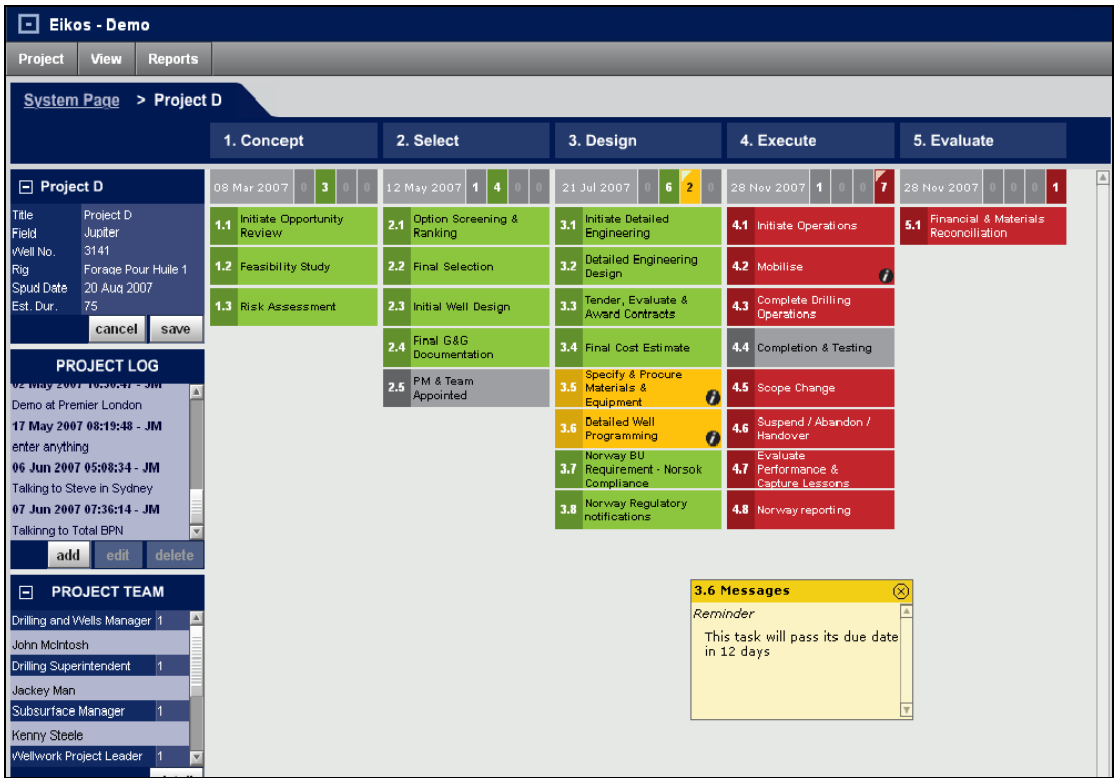 Eikos - Demo
Project View Reports
System Page > Project D
1. Concept 2. Select 3. Design 4. Execute 5. Evaluate
Project D
Title Project D
Field Jupiter
Well No. 3141
Rig Forage Pour Huile 1
Spud Date 20 Aug 2007
Est. Dur. 75
cancel save
PROJECT LOG
02 May 2007 10:30:47 - JM
Demo at Premier London
17 May 2007 08:19:48 - JM
enter anything
06 Jun 2007 05:08:34 - JM
Talking to Steve in Sydney
07 Jun 2007 07:36:14 - JM
Talkinng to Total BPN
add edit delete
PROJECT TEAM
Drilling and Wells Manager 1
John McIntosh
Drilling Superintendent 1
Jackey Man
Subsurface Manager 1
Kenny Steele
Wellwork Project Leader 1
08 Mar 2007 0 3 0 0
1.1 Initiate Opportunity
Review
1.2 Feasibility Study
1.3 Risk Assessment
12 May 2007 1 4 0 0
2.1 Option Screening &
Ranking
2.2 Final Selection
2.3 Initial Well Design
2.4 Final G&G
Documentation
2.5 PM & Team
Appointed
21 Jul 2007 0 6 2 0
3.1 Initiate Detailed
Engineering
3.2 Detailed Engineering
Design
3.3 Tender, Evaluate &
Award Contracts
3.4 Final Cost Estimate
3.5 Specify & Procure
Materials &
Equipment
3.6 Detailed Well
Programming
3.7 Norway BU
Requirement - Norsok
Compliance
3.8 Norway Regulatory
notifications
28 Nov 2007 1 0 0 7
4.1 Initiate Operations
4.2 Mobilise
4.3 Complete Drilling
Operations
4.4 Completion & Testing
4.5 Scope Change
4.6 Suspend / Abandon /
Handover
4.7 Evaluate
Performance &
Capture Lessons
4.8 Norway reporting
28 Nov 2007 0 0 0 1
5.1 Financial & Materials
Reconciliation
3.6 Messages
Reminder
This task will pass its due date
in 12 days